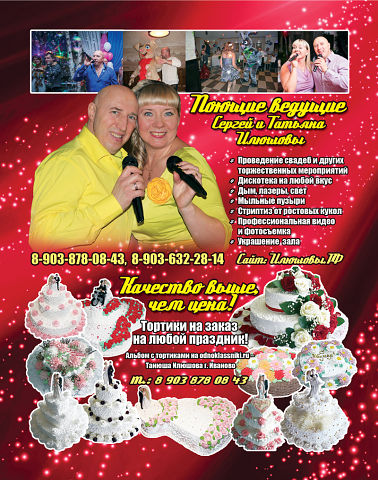 Поющие ведущие
Сергей и Татьяна
Илюшовы
Проведение свадеб и других
торжественных мероприятий
Дискотека на любой вкус
Дым, лазеры, свет
Мыльные пузыри
Стриптиз от ростовых кукол
Профессиональная видео
и фотосъемка
Украшение зала
8-903-878-08-43, 8-903-632-28-14
Сайт: Илюшовы.РФ
Качество выше,
чем цена!
Тортики на заказ
на любой праздник!
Альбом с тортиками на odnoklassniki.ru
Танюша Илюшова г. Иваново
т.: 8 903 878 08 43